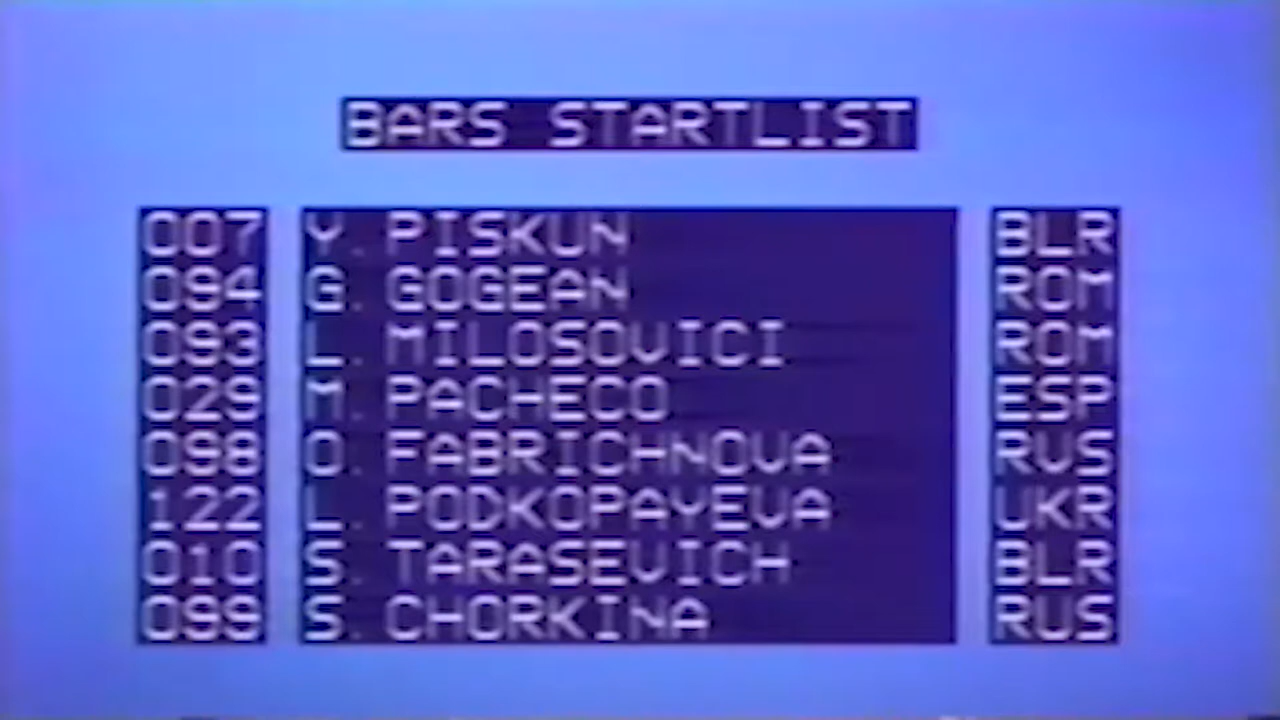 BARS STARTLIST
007 Y. PISKUN BLR
094 G. GOGEAN ROM
093 L. MILOSOVICI ROM
029 M. PACHECO ESP
098 O. FABRICHNOVA RUS
122 L. PODKOPAYEVA UKR
010 S. TARASEVICH BLR
099 S. CHORKINA RUS